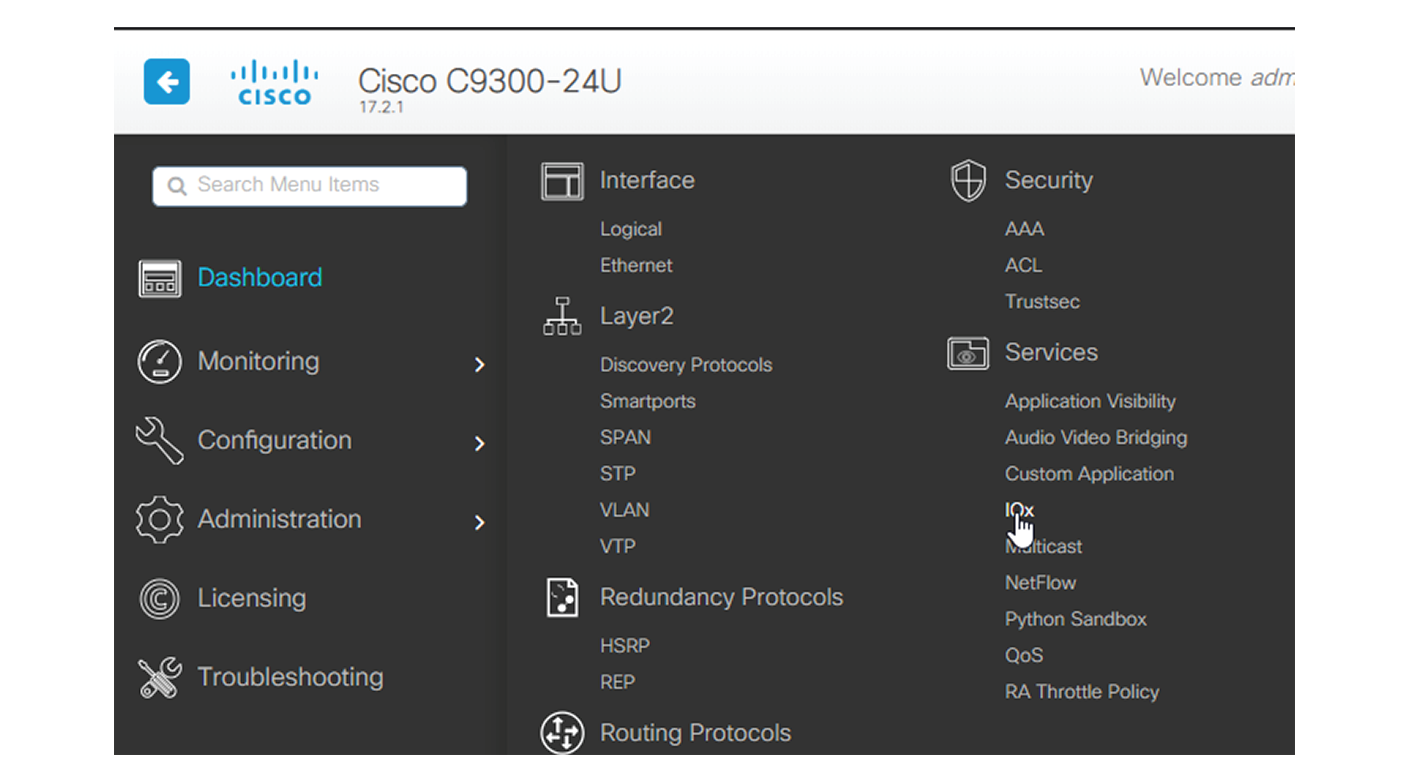 CISCO
Cisco C9300-24U
17.2.1
Welcome adm
Search Menu Items
Dashboard
Monitoring
Configuration
Administration
Licensing
Troubleshooting
Interface
Logical
Ethernet
Layer2
Discovery Protocols
Smartports
SPAN
STP
VLAN
VTP
Redundancy Protocols
HSRP
REP
Routing Protocols
Security
AAA
ACL
Trustsec
Services
Application Visibility
Audio Video Bridging
Custom Application
IOx
Multicast
NetFlow
Python Sandbox
QoS
RA Throttle Policy